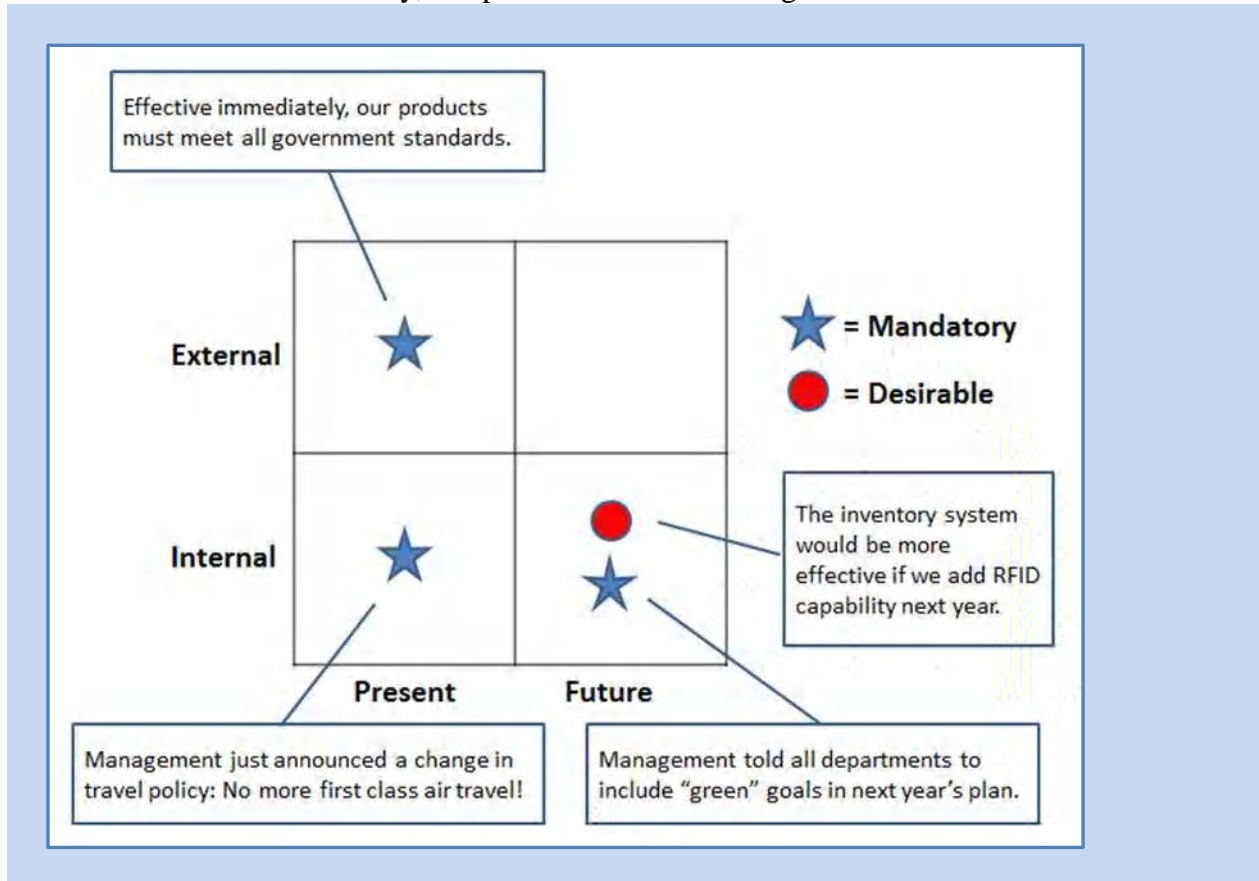 Effective immediately, our products
must meet all government standards.
External
= Mandatory
= Desirable
Internal
The inventory system
would be more
effective if we add RFID
capability next year.
Present
Future
Management just announced a change in
travel policy: No more first class air travel!
Management told all departments to
include “green” goals in next year’s plan.